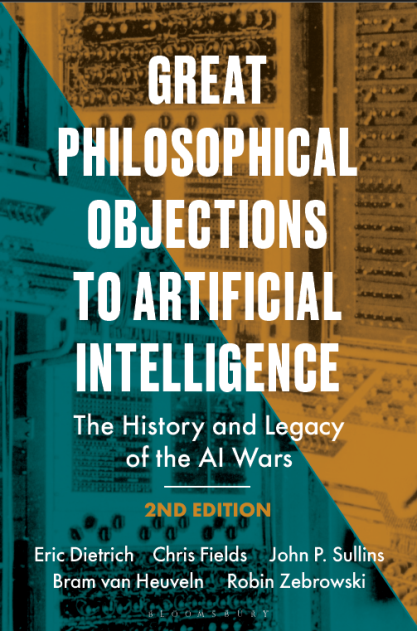 GREAT
PHILOSOPHICAL
OBJECTIONS
TO ARTIFICIAL
INTELLIGENCE
The History and Legacy
of the AI Wars
2ND EDITION
Eric Dietrich Chris Fields John P. Sullins
Bram van Heuveln Robin Zebrowski
BLOOMSBURY